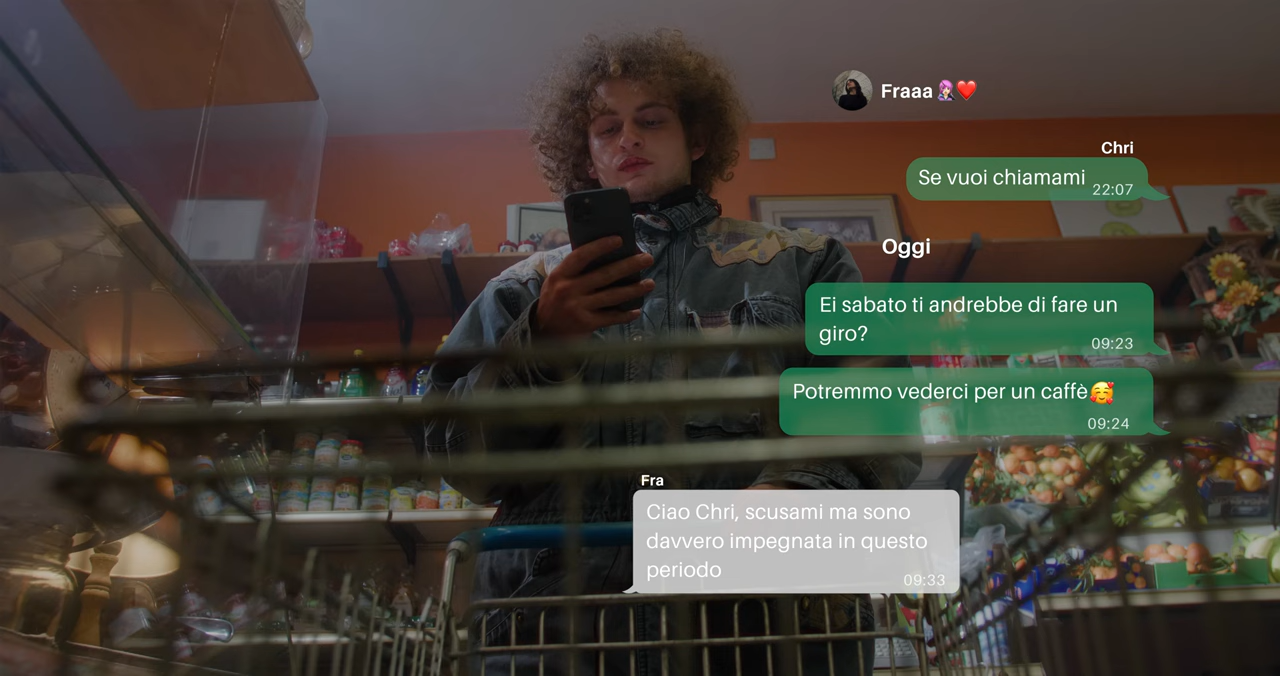 Fraaa 👩🏻‍🎤❤️
Chri
Se vuoi chiamami
22:07
Oggi
Ei sabato ti andrebbe di fare un
giro?
09:23
Potremmo vederci per un caffè🥰
09:24
Fra
Ciao Chri, scusami ma sono
davvero impegnata in questo
periodo
09:33